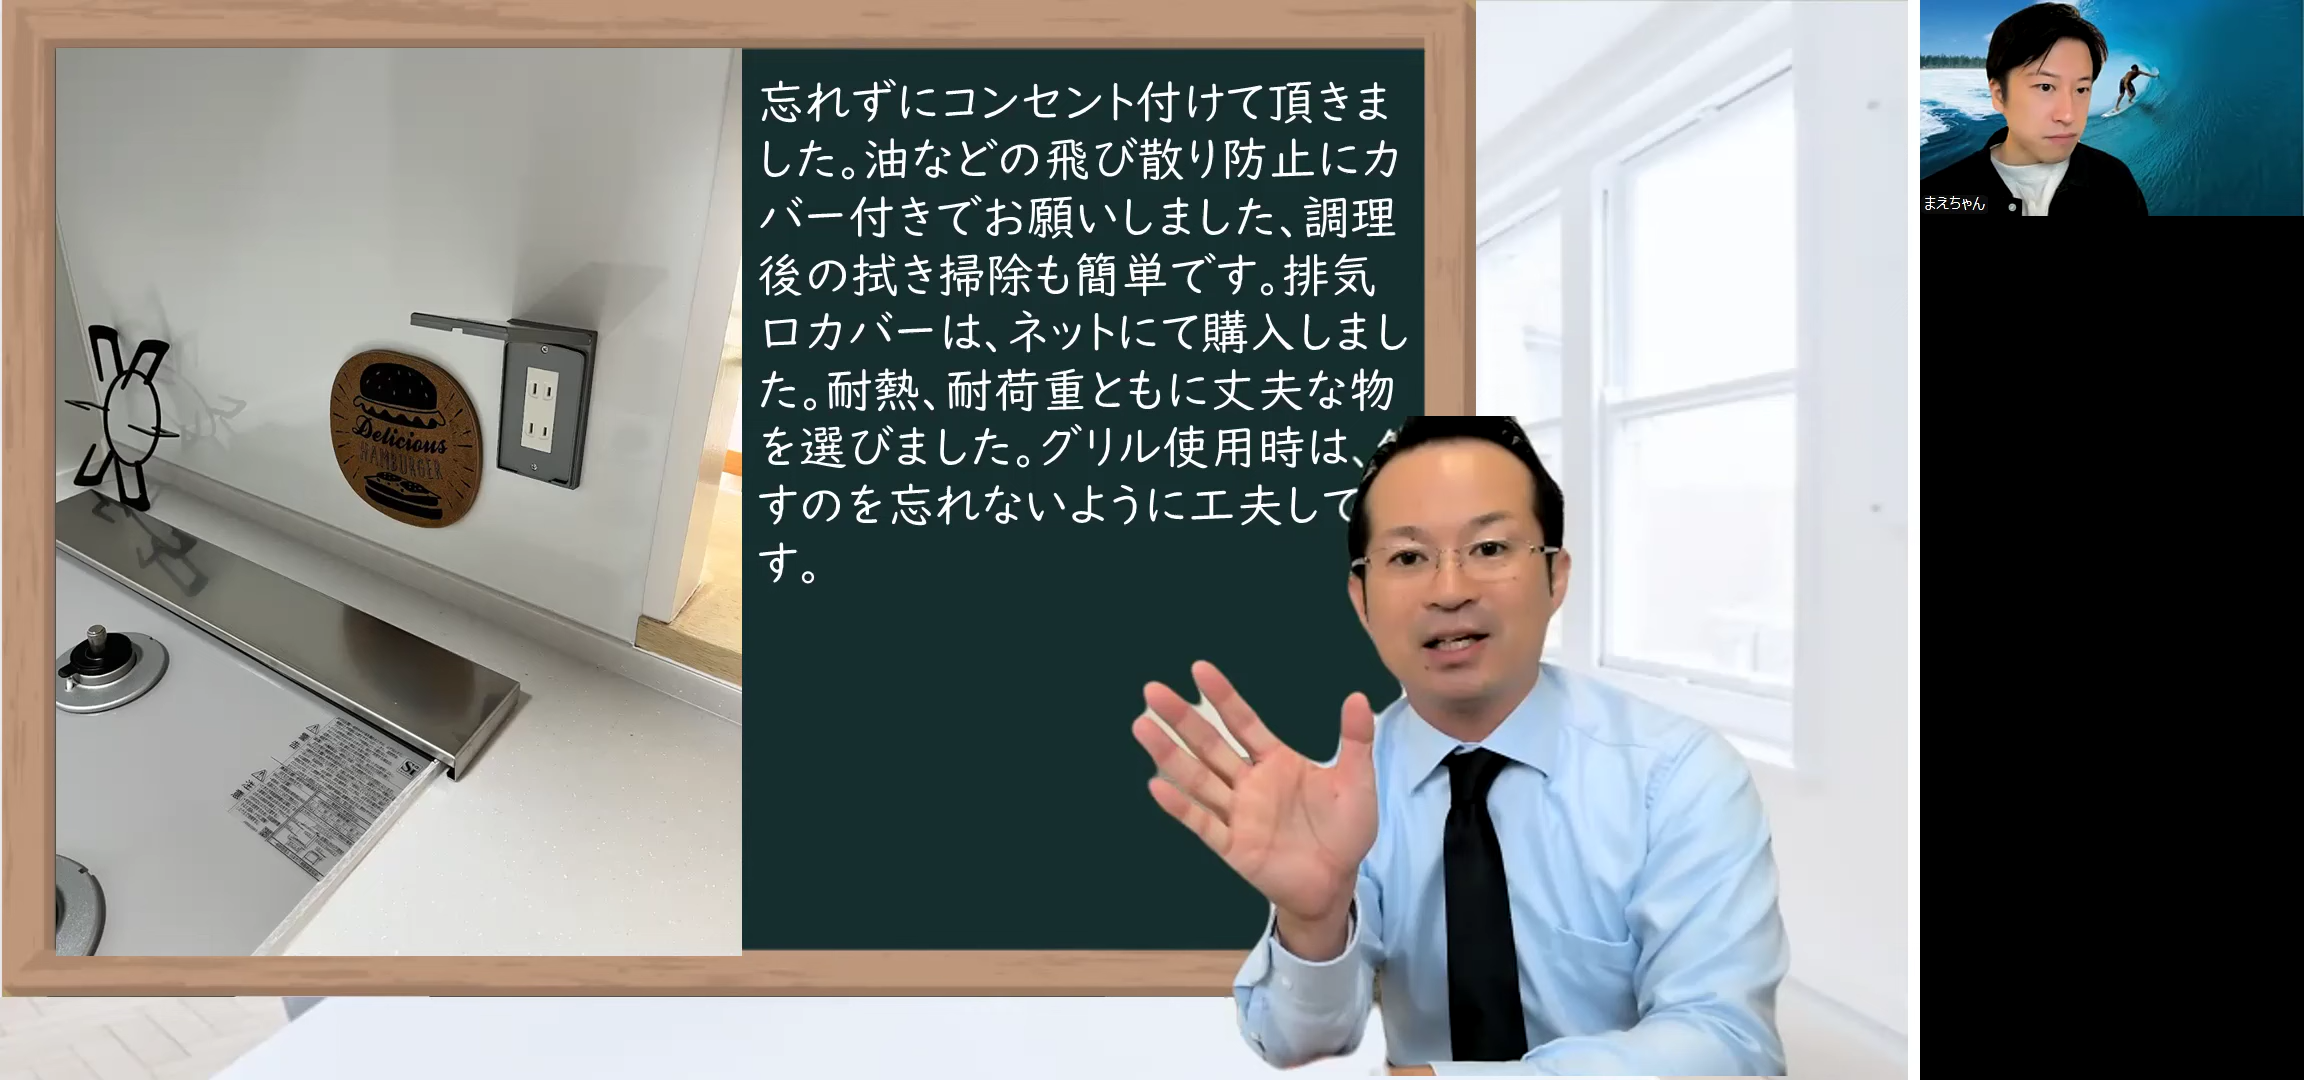 忘れずにコンセント付けて頂きま
した。油などの飛び散り防止にカ
バー付きでお願いしました、調理
後の拭き掃除も簡単です。排気
口カバーは、ネットにて購入しまし
た。耐熱、耐荷重ともに丈夫な物
を選びました。グリル使用時は、
すのを忘れないように工夫して
す。
Delicious
HAMBURGER
Si
まえちゃん